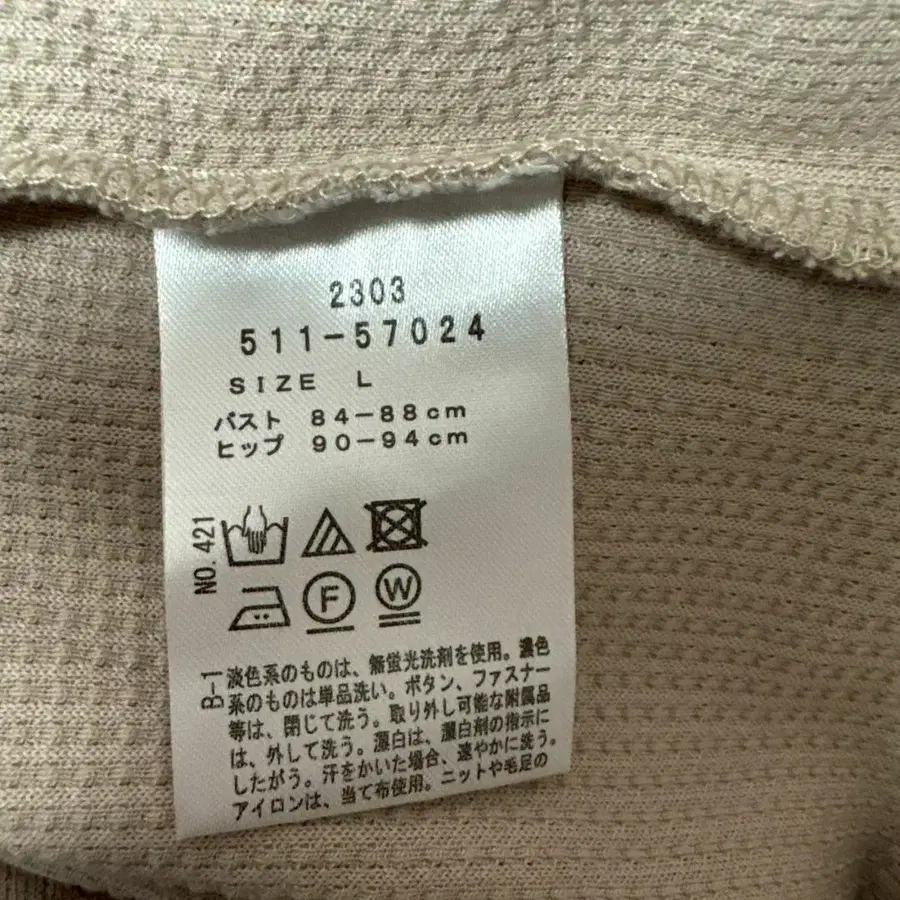 2303
511-57024
SIZE L
バスト 84-88cm
ヒップ 90-94cm
NO.421
F
W
B-1
淡色系のものは、無蛍光洗剤を使用。濃色
系のものは単品洗い。ボタン、ファスナー
等は、閉じて洗う。取り外し可能な附属品
は、外して洗う。漂白は、漂白剤の指示に
したがう。汗をかいた場合、速やかに洗う。
アイロンは、当て布使用。ニットや毛足の